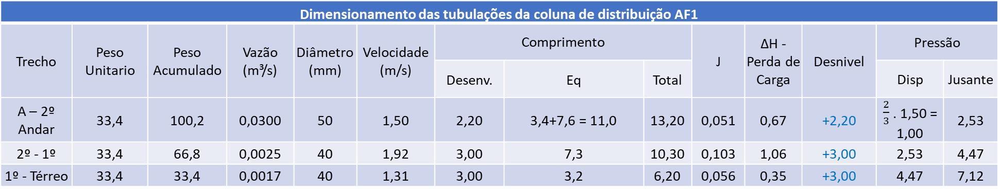 Dimensionamento das tubulações da coluna de distribuição AF1
Trecho
Peso
Unitario
Peso
Acumulado
Vazão
(m³/s)
Diâmetro
(mm)
Velocidade
(m/s)
Comprimento
Desenv.
Eq
Total
J
ΔH -
Perda de
Carga
Desnivel
Pressão
Disp
Jusante
A – 2º
Andar
33,4
100,2
0,0300
50
1,50
2,20
3,4+7,6 = 11,0
13,20
0,051
0,67
+2,20
2/3 . 1,50 =
1,00
2,53
2º - 1º
33,4
66,8
0,0025
40
1,92
3,00
7,3
10,30
0,103
1,06
+3,00
2,53
4,47
1º - Térreo
33,4
33,4
0,0017
40
1,31
3,00
3,2
6,20
0,056
0,35
+3,00
4,47
7,12